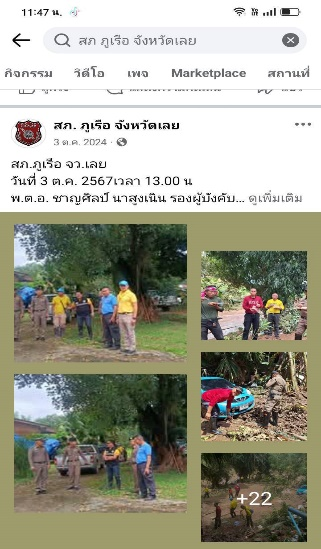 11:47 น.
สภ ภูเรือ จังหวัดเลย
กิจกรรม วิดีโอ เพจ Marketplace สถานที่
สภ. ภูเรือ จังหวัดเลย
3 ต.ค. 2024 ·
สภ.ภูเรือ จว.เลย
วันที่ 3 ต.ค. 2567เวลา 13.00 น
พ.ต.อ. ชาญศิลป์ นาสูงเนิน รองผู้บังคับ... ดูเพิ่มเติม
+22